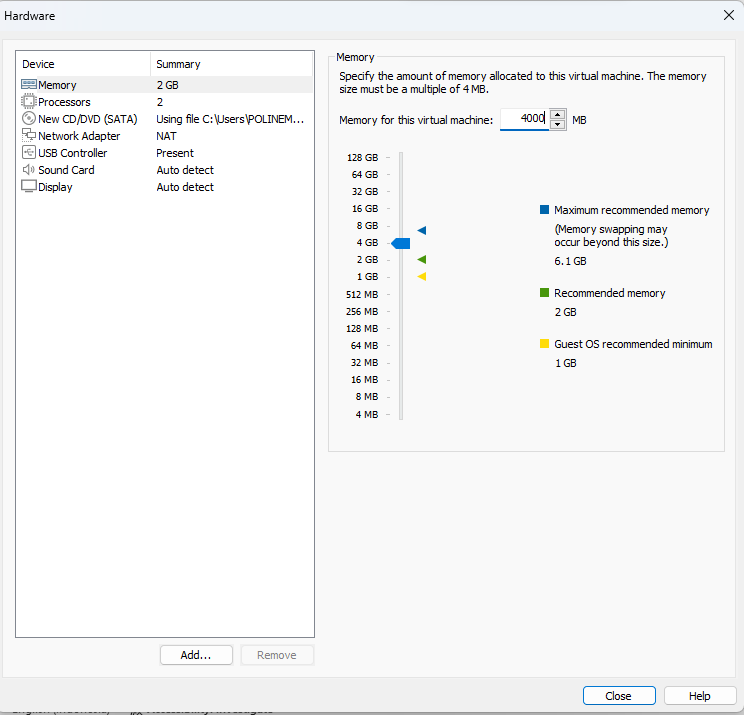 Hardware
Device Summary
Memory 2 GB
Processors 2
New CD/DVD (SATA) Using file C:\Users\POLINEM...
Network Adapter NAT
USB Controller Present
Sound Card Auto detect
Display Auto detect
Add...
Remove
Memory
Specify the amount of memory allocated to this virtual machine. The memory
size must be a multiple of 4 MB.
Memory for this virtual machine: 4000 MB
128 GB
64 GB
32 GB
16 GB
8 GB
4 GB
2 GB
1 GB
512 MB
256 MB
128 MB
64 MB
32 MB
16 MB
8 MB
4 MB
Maximum recommended memory
(Memory swapping may
occur beyond this size.)
6.1 GB
Recommended memory
2 GB
Guest OS recommended minimum
1 GB
Close
Help